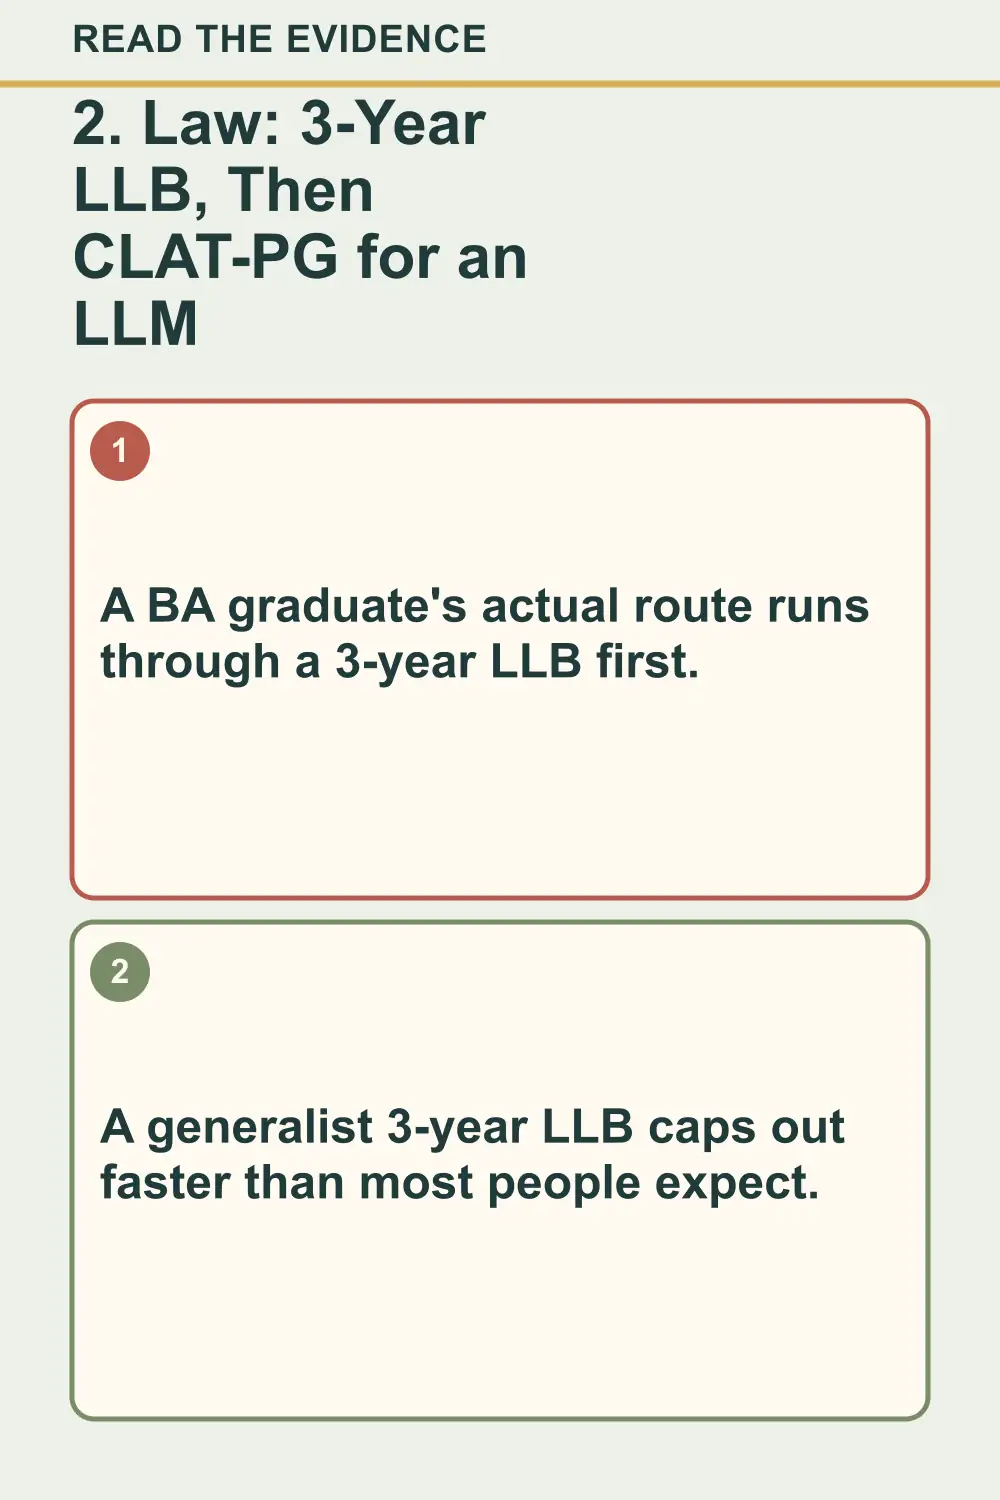 READ THE EVIDENCE
2. Law: 3-Year
LLB, Then
CLAT-PG for an
LLM
1
A BA graduate's actual route runs
through a 3-year LLB first.
2
A generalist 3-year LLB caps out
faster than most people expect.